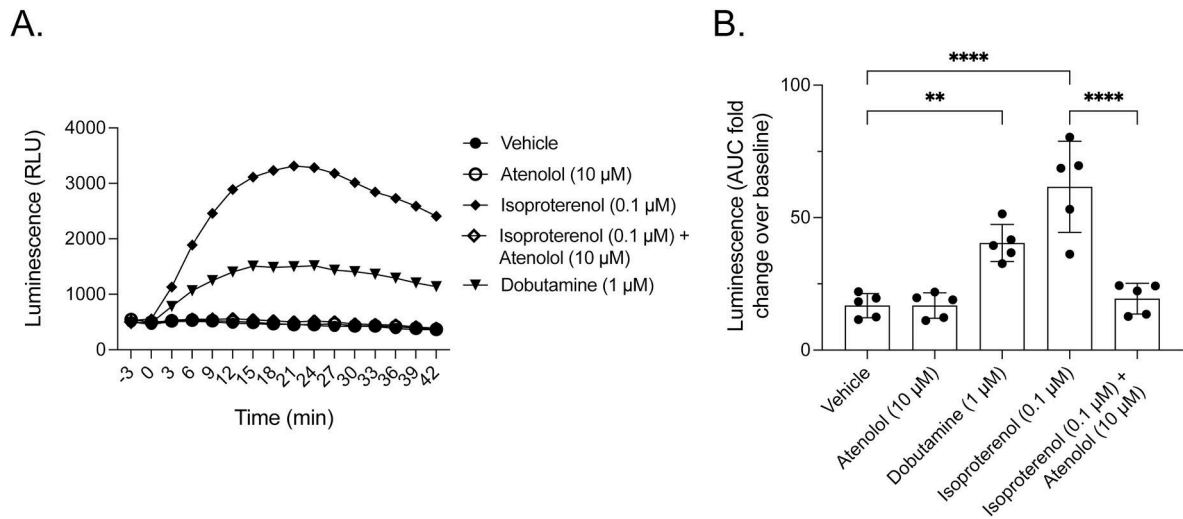 A.
Luminescence (RLU)
4000
3000
2000
1000
0
-3 0 3 6 9 12 15 18 21 24 27 30 33 36 39 42
Time (min)
Vehicle
Atenolol (10 µM)
Isoproterenol (0.1 µM)
Isoproterenol (0.1 µM) +
Atenolol (10 µM)
Dobutamine (1 µM)
B.
Luminescence (AUC fold
change over baseline)
100
50
0
****
**
****
Vehicle
Atenolol (10 µM)
Dobutamine (1 µM)
Isoproterenol (0.1 µM)
Isoproterenol (0.1 µM) +
Atenolol (10 µM)